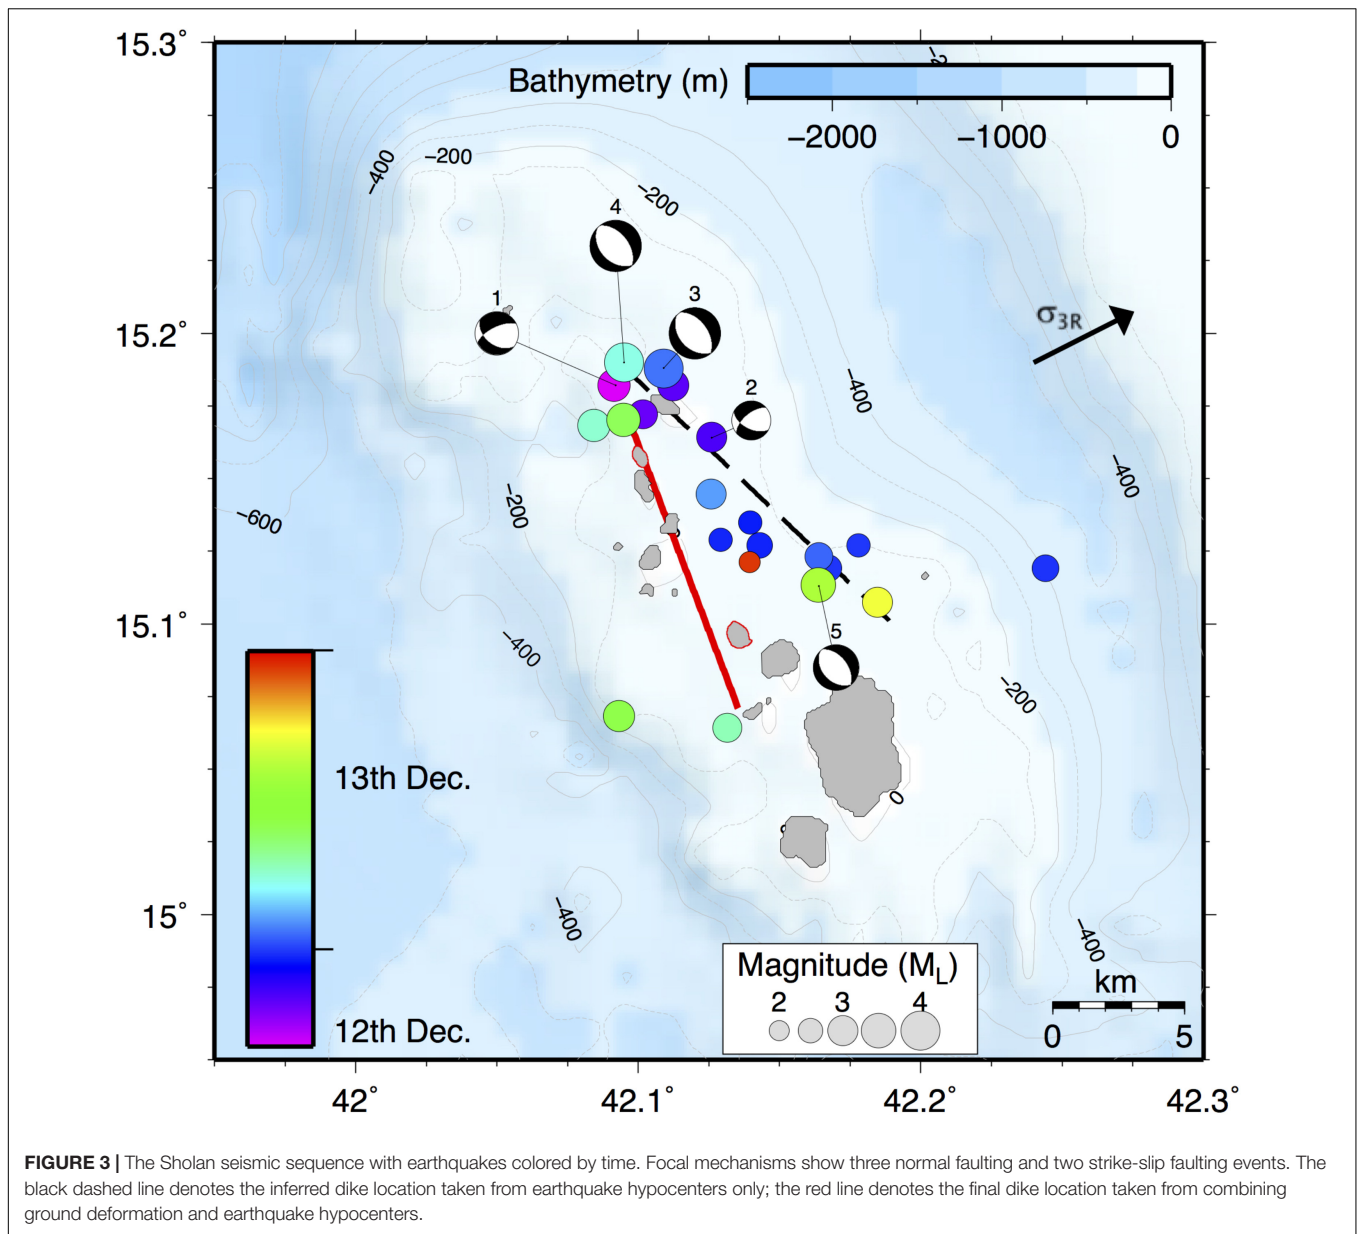 15.3°
Bathymetry (m)
−2000 −1000 0
−400
−200
−200
4
1
3
15.2°
σ3R
2
−400
−400
−200
−600
15.1°
5
−400
−200
13th Dec.
0
15°
−400
−400
12th Dec.
Magnitude (ML)
2 3 4
km
0 5
42° 42.1° 42.2° 42.3°
FIGURE 3 | The Sholan seismic sequence with earthquakes colored by time. Focal mechanisms show three normal faulting and two strike-slip faulting events. The
black dashed line denotes the inferred dike location taken from earthquake hypocenters only; the red line denotes the final dike location taken from combining
ground deformation and earthquake hypocenters.